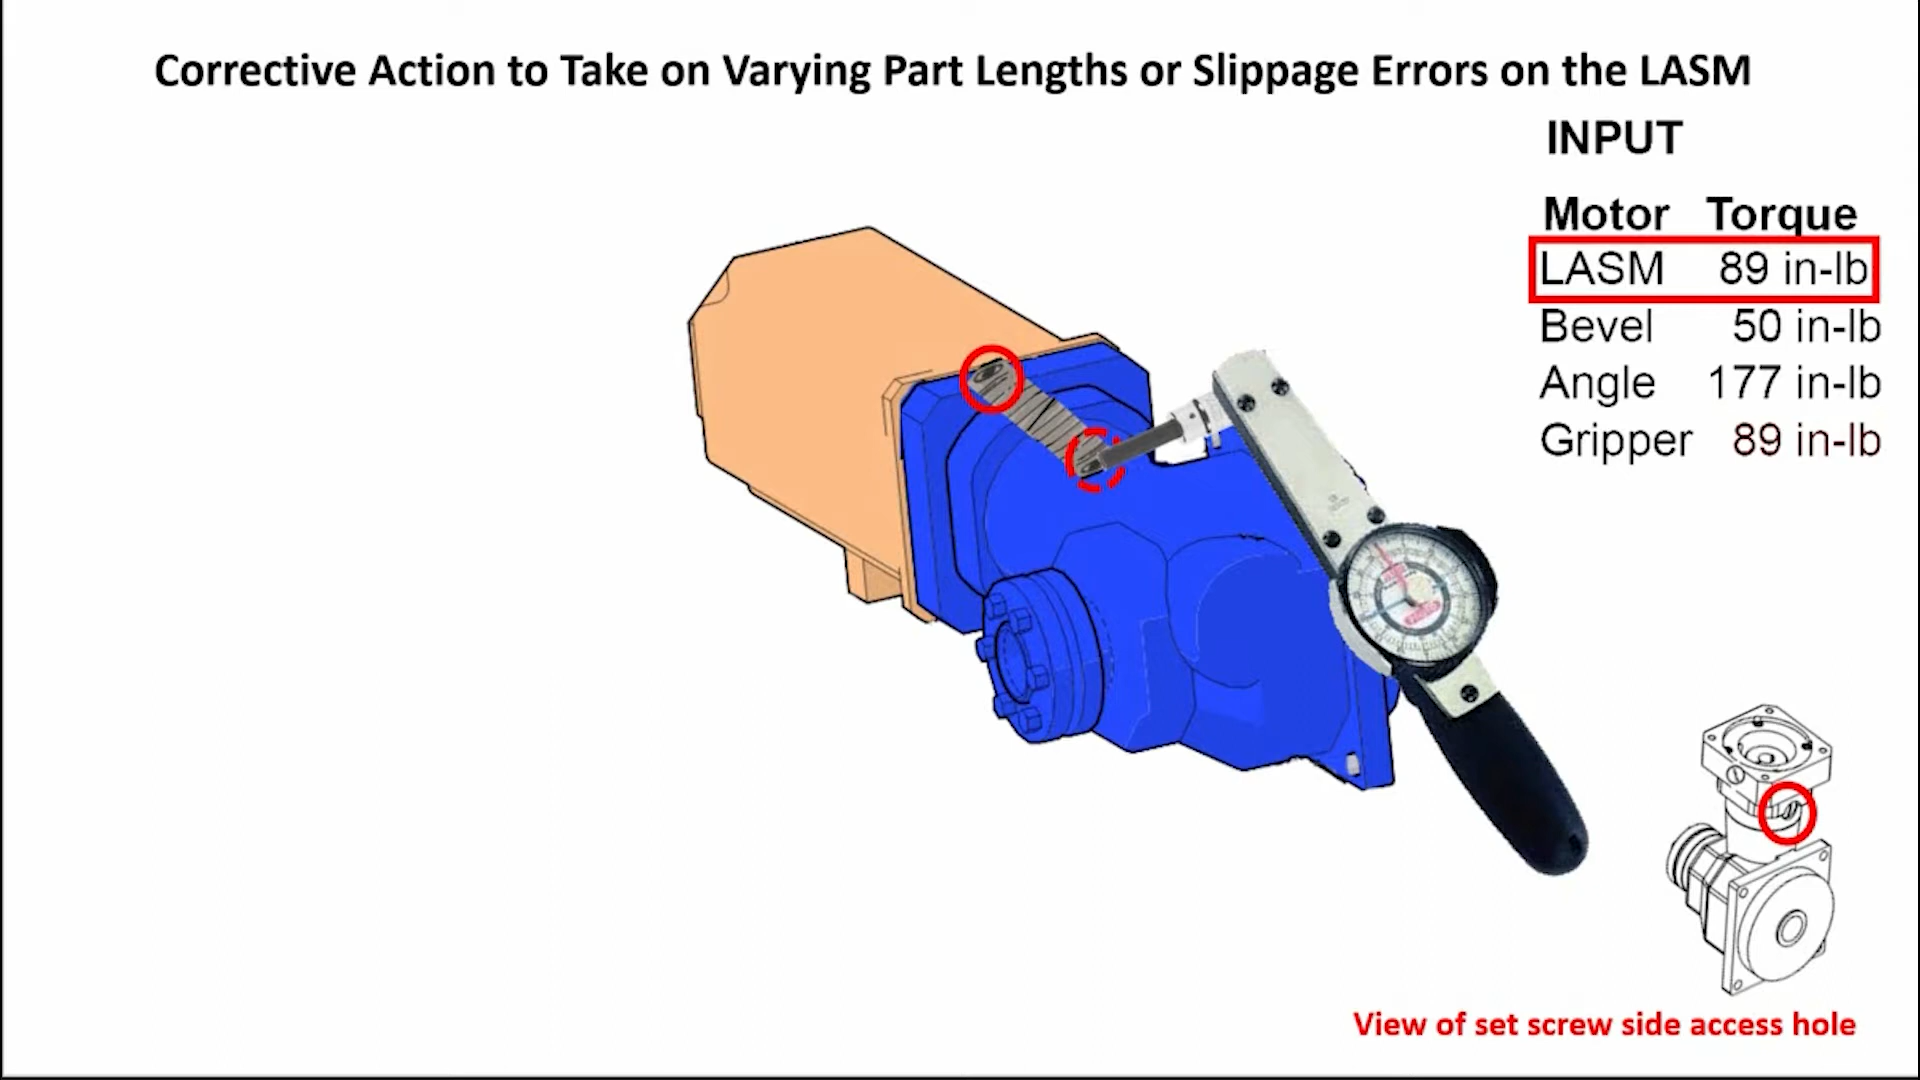 Corrective Action to Take on Varying Part Lengths or Slippage Errors on the LASM
INPUT
Motor Torque
LASM 89 in-lb
Bevel 50 in-lb
Angle 177 in-lb
Gripper 89 in-lb
View of set screw side access hole